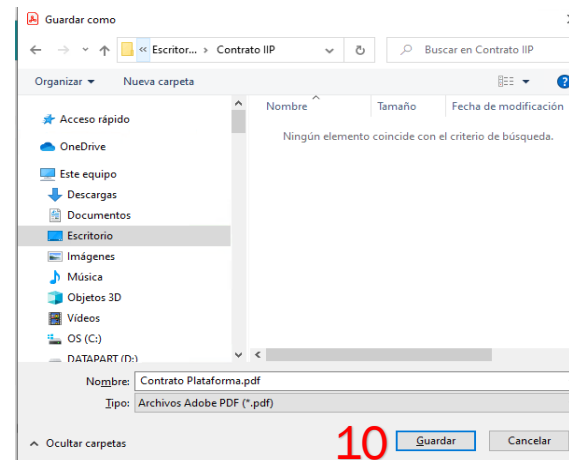 Guardar como
« Escritor... › Contrato IIP
Buscar en Contrato IIP
Organizar Nueva carpeta
?
Nombre Tamaño Fecha de modificación
Ningún elemento coincide con el criterio de búsqueda.
Acceso rápido
OneDrive
Este equipo
Descargas
Documentos
Escritorio
Imágenes
Música
Objetos 3D
Vídeos
OS (C:)
DATAPART (D:)
Nombre: Contrato Plataforma.pdf
Tipo: Archivos Adobe PDF (*.pdf)
Ocultar carpetas
10 Guardar Cancelar